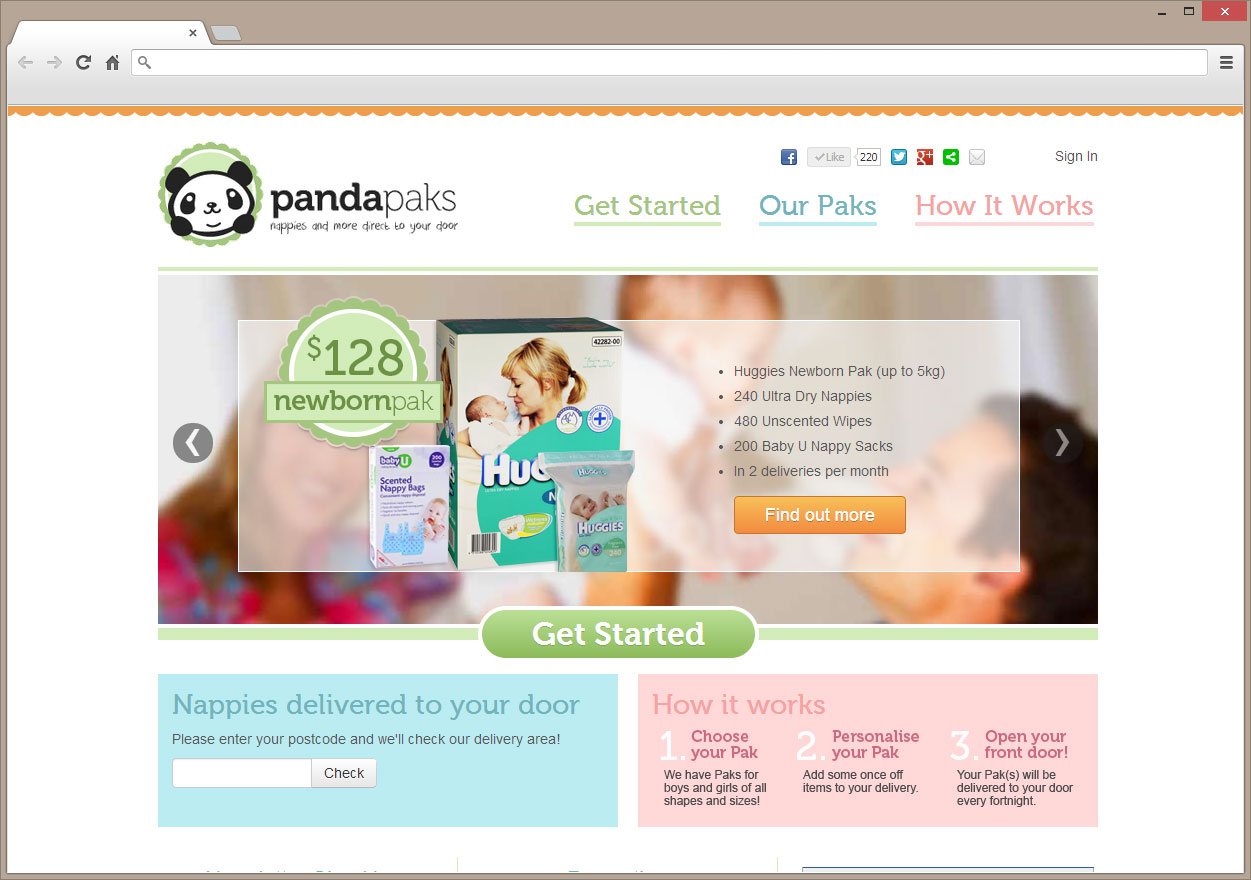 Like
220
Sign In
pandapaks
nappies and more direct to your door
Get Started
Our Paks
How It Works
$128
newbornpak
42282-00
baby U
200
Scented
Nappy Bags
HUGGIES
Huggies Newborn Pak (up to 5kg)
240 Ultra Dry Nappies
480 Unscented Wipes
200 Baby U Nappy Sacks
In 2 deliveries per month
Find out more
Get Started
Nappies delivered to your door
Please enter your postcode and we'll check our delivery area!
Check
How it works
1. Choose your Pak
We have Paks for
boys and girls of all
shapes and sizes!
2. Personalise your Pak
Add some once off
items to your delivery.
3. Open your front door!
Your Pak(s) will be
delivered to your door
every fortnight.